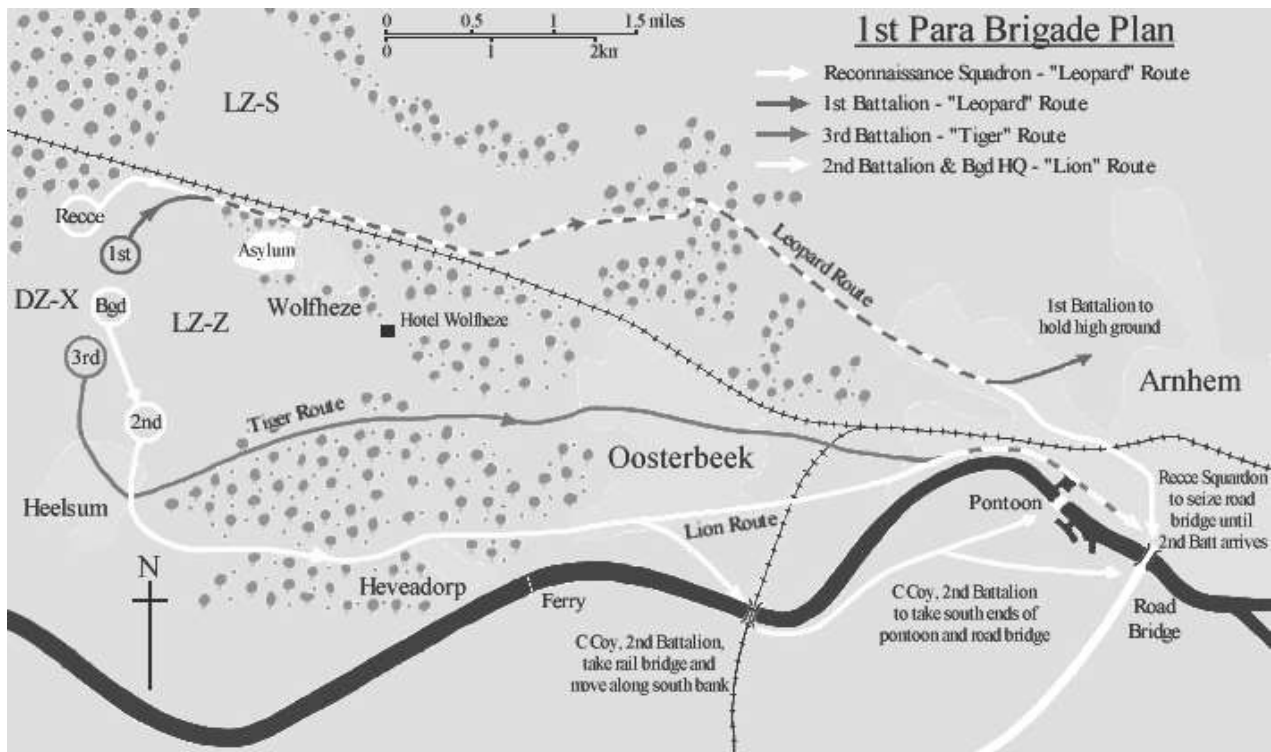 0 0.5 1 1.5 miles
0 1 2km
1st Para Brigade Plan
Reconnaissance Squadron - "Leopard" Route
1st Battalion - "Leopard" Route
3rd Battalion - "Tiger" Route
2nd Battalion & Bgd HQ - "Lion" Route
LZ-S
Recce
1st
Asylum
DZ-X
Bgd
LZ-Z
Wolfheze
Hotel Wolfheze
Leopard Route
1st Battalion to
hold high ground
3rd
Arnhem
2nd
Tiger Route
Oosterbeek
Heelsum
Pontoon
Recce Squardon
to seize road
bridge until
2nd Batt arrives
Lion Route
N
Heveadorp
Ferry
C Coy, 2nd Battalion
to take south ends of
pontoon and road bridge
Road
Bridge
C Coy, 2nd Battalion,
take rail bridge and
move along south bank